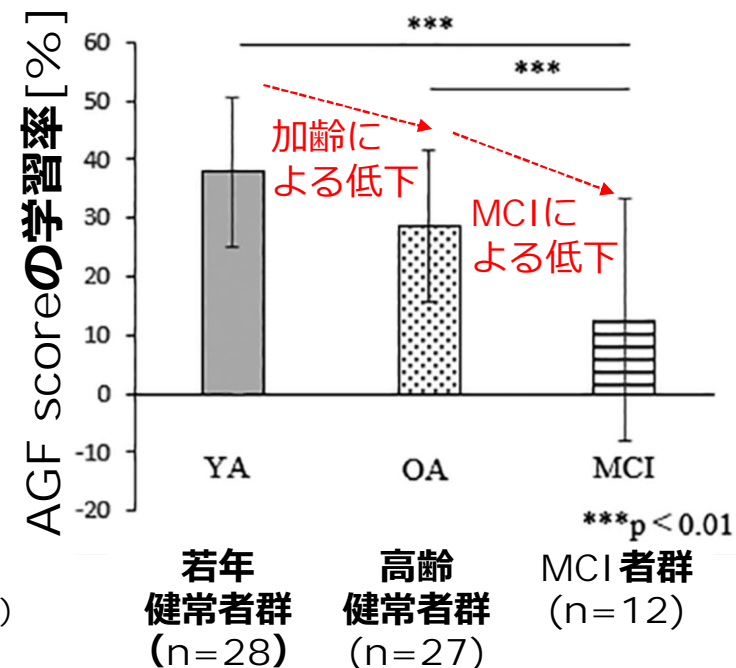 AGF scoreの学習率[%]
60
50
40
30
20
10
0
-10
-20
***
***
加齢に
よる低下
MCIに
よる低下
YA
OA
MCI
***p＜0.01
若年
健常者群
(n=28)
高齢
健常者群
(n=27)
MCI者群
(n=12)
)